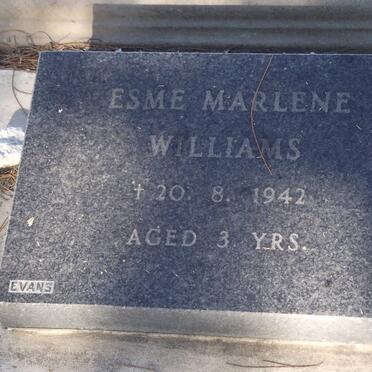 ESME MARLENE
WILLIAMS
† 20. 8. 1942
AGED 3 YRS.
EVANS